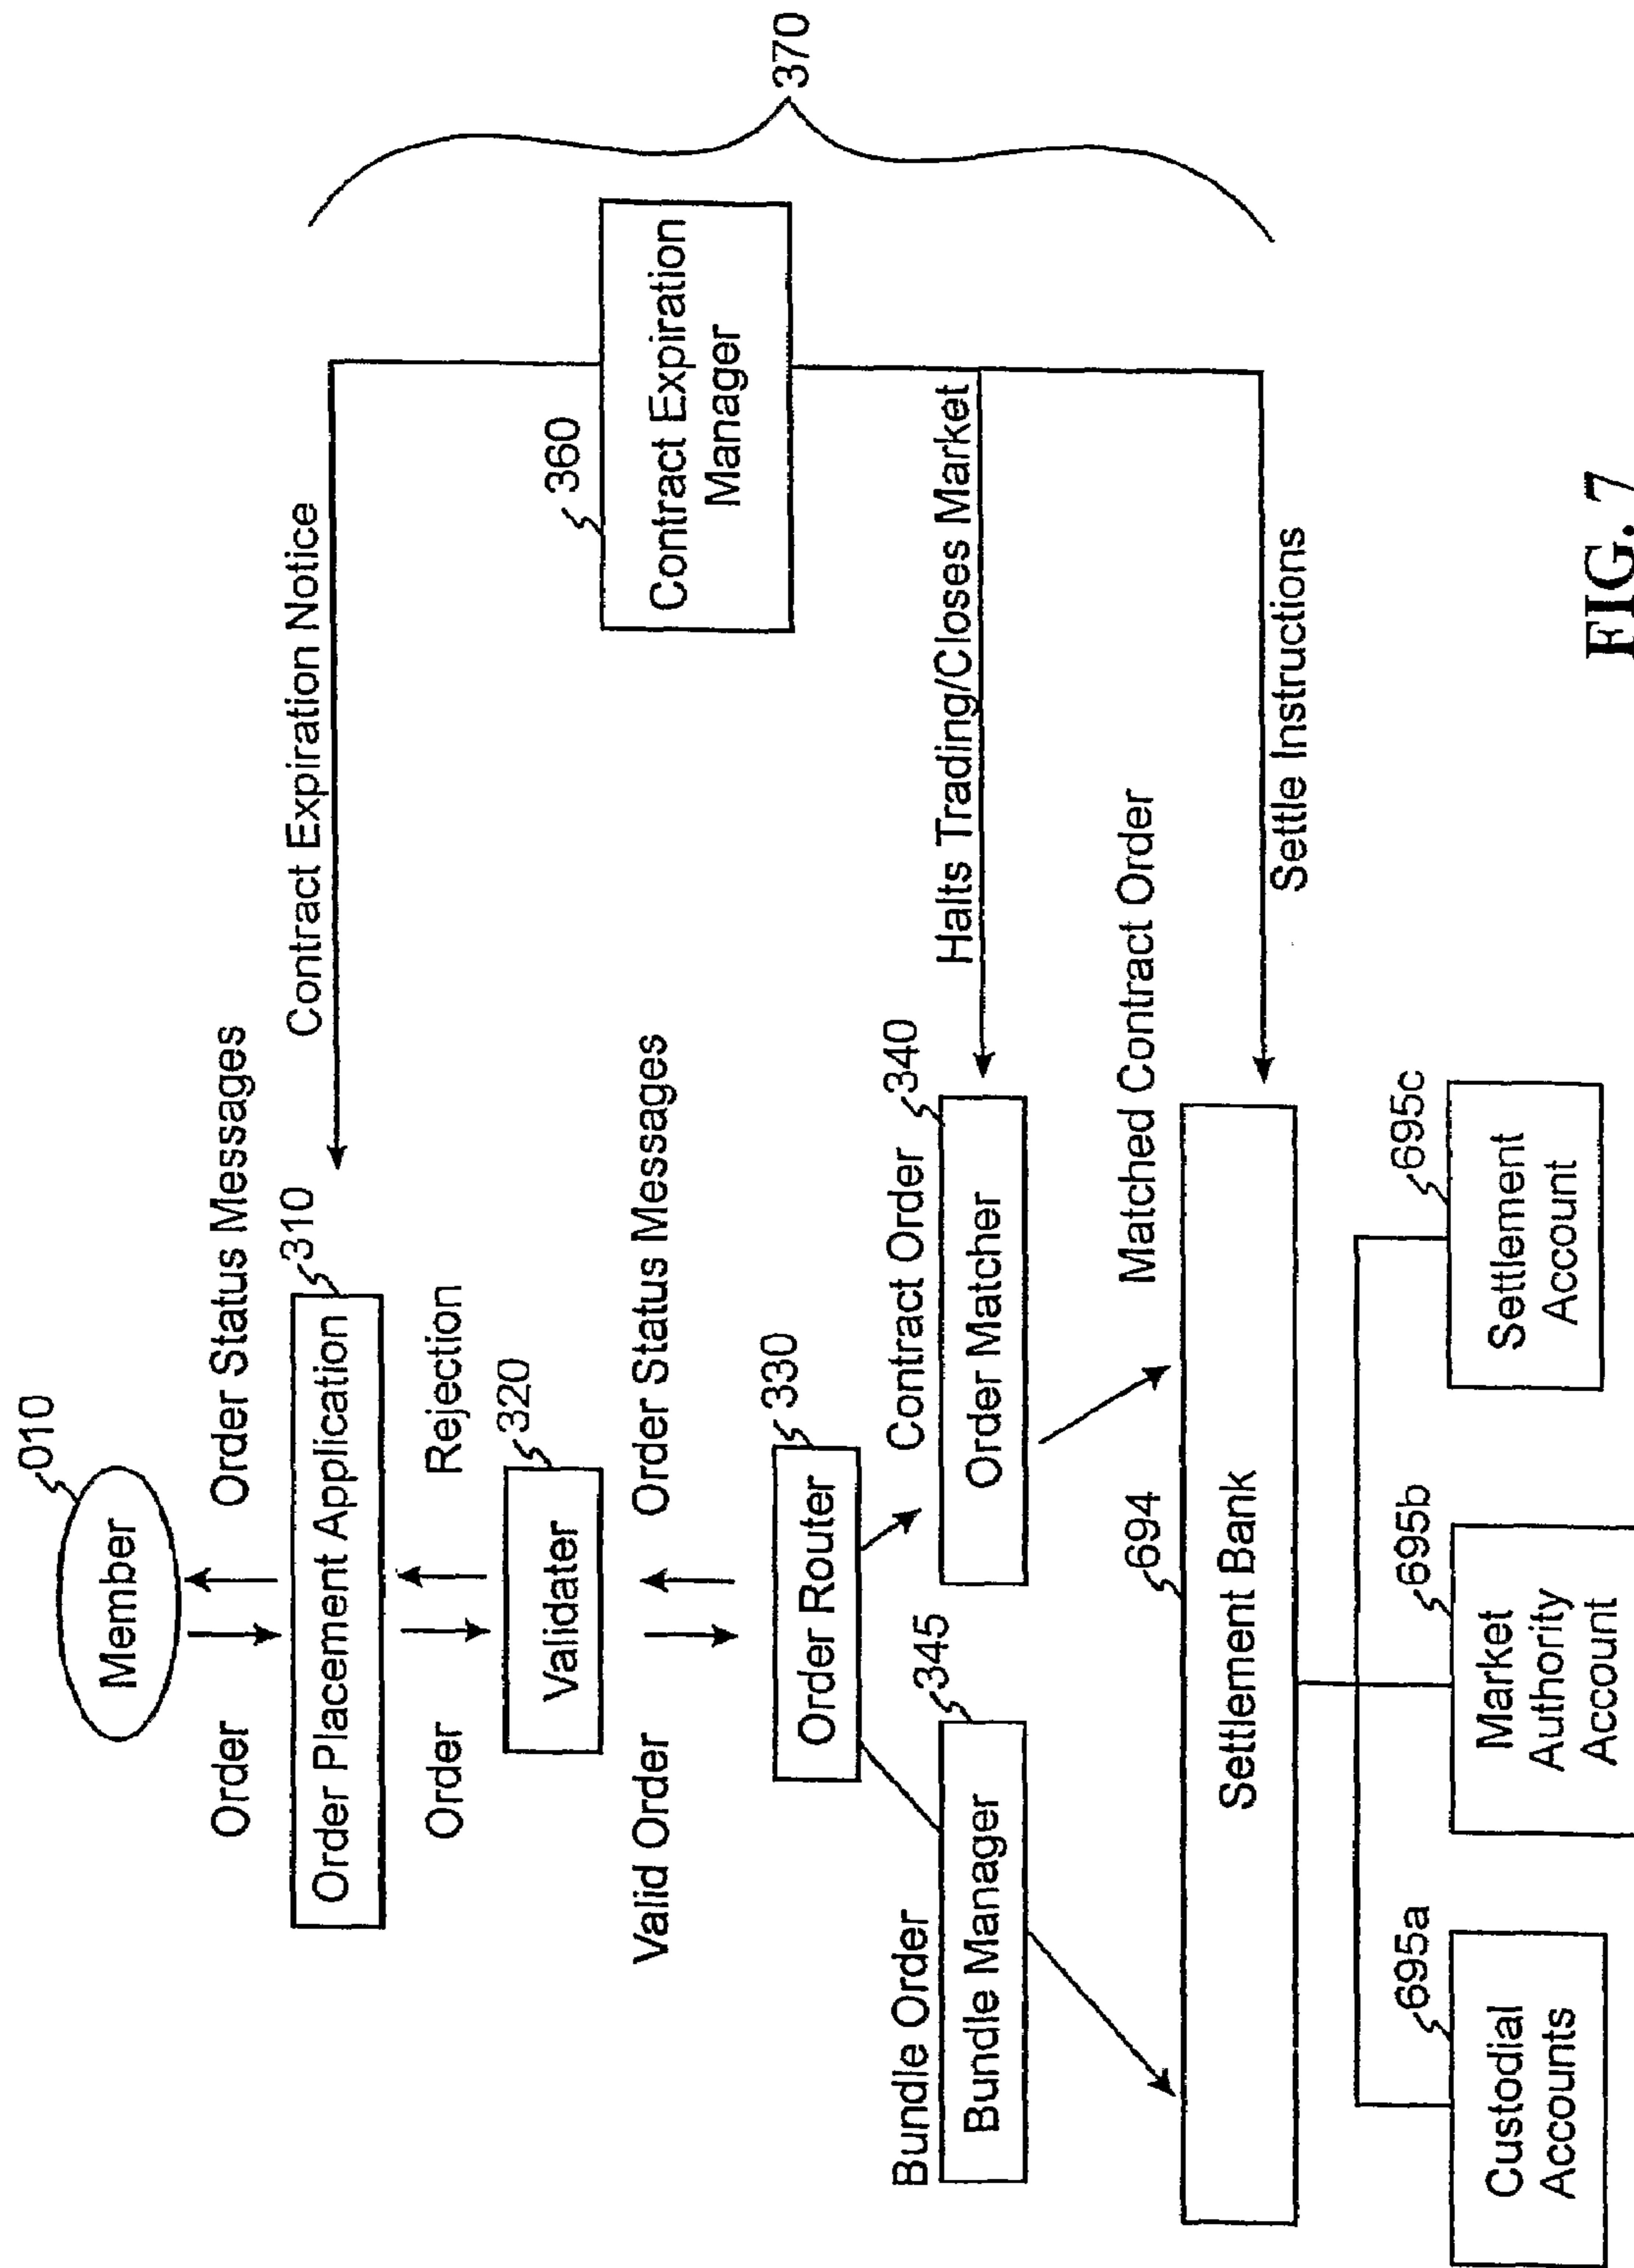 Member
010
Order
Order Status Messages
Contract Expiration Notice
Order Placement Application
310
Order
Rejection
Validater
320
360
Contract Expiration
Manager
370
Valid Order
Order Status Messages
Order Router
330
Bundle Order
345
Contract Order
340
Halts Trading/Closes Market
Bundle Manager
Order Matcher
694
Matched Contract Order
Settlement Bank
Settle Instructions
695a
695b
695c
Custodial
Accounts
Market
Authority
Account
Settlement
Account
FIG. 7